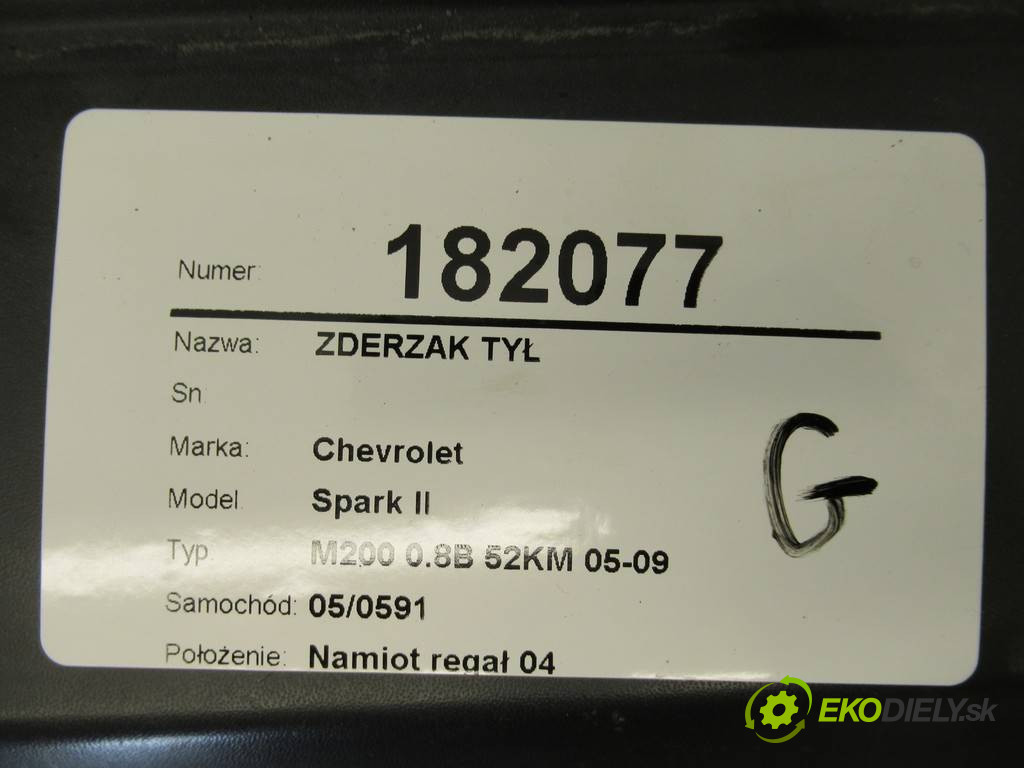 Numer: 182077
Nazwa: ZDERZAK TYŁ
Sn
Marka: Chevrolet
Model Spark II
Typ M200 0.8B 52KM 05-09
Samochód: 05/0591
Położenie: Namiot regał 04
G
EKODIELY.sk